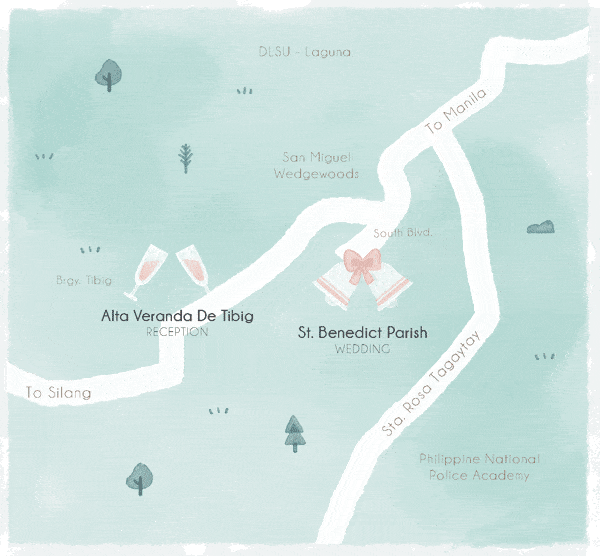 DLSU - Laguna
To Manila
San Miguel
Wedgewoods
South Blvd.
Brgy. Tibig
Alta Veranda De Tibig
RECEPTION
St. Benedict Parish
WEDDING
To Silang
Sta. Rosa Tagaytay
Philippine National
Police Academy